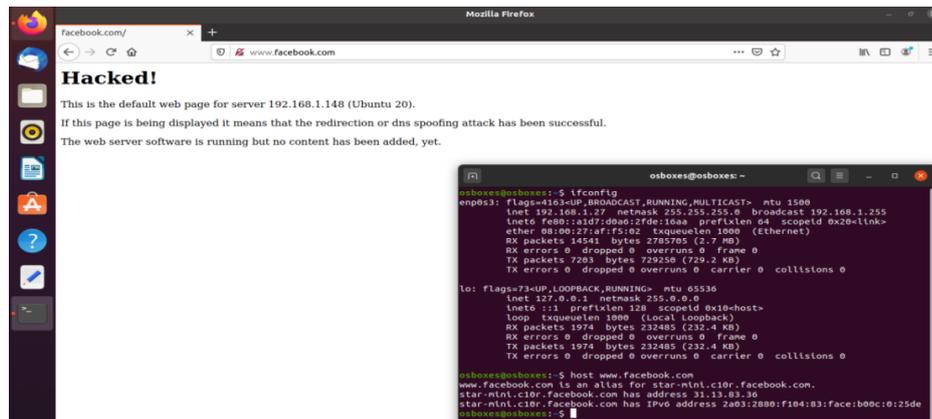 Mozilla Firefox
facebook.com/ × +
www.facebook.com
Hacked!
This is the default web page for server 192.168.1.148 (Ubuntu 20).
If this page is being displayed it means that the redirection or dns spoofing attack has been successful.
The web server software is running but no content has been added, yet.
osboxes@osboxes: ~
osboxes@osboxes:~$ ifconfig
enp0s3: flags=4163<UP,BROADCAST,RUNNING,MULTICAST> mtu 1500
inet 192.168.1.27 netmask 255.255.255.0 broadcast 192.168.1.255
inet6 fe80::a1d7:d0a6:2fde:16aa prefixlen 64 scopeid 0x20<link>
ether 08:00:27:af:f5:02 txqueuelen 1000 (Ethernet)
RX packets 14541 bytes 2785705 (2.7 MB)
RX errors 0 dropped 0 overruns 0 frame 0
TX packets 7203 bytes 729250 (729.2 KB)
TX errors 0 dropped 0 overruns 0 carrier 0 collisions 0
lo: flags=73<UP,LOOPBACK,RUNNING> mtu 65536
inet 127.0.0.1 netmask 255.0.0.0
inet6 ::1 prefixlen 128 scopeid 0x10<host>
loop txqueuelen 1000 (Local Loopback)
RX packets 1974 bytes 232485 (232.4 KB)
RX errors 0 dropped 0 overruns 0 frame 0
TX packets 1974 bytes 232485 (232.4 KB)
TX errors 0 dropped 0 overruns 0 carrier 0 collisions 0
osboxes@osboxes:~$ host www.facebook.com
www.facebook.com is an alias for star-mini.c10r.facebook.com.
star-mini.c10r.facebook.com has address 31.13.83.36
star-mini.c10r.facebook.com has IPv6 address 2a03:2880:f104:83:face:b00c:0:25de
osboxes@osboxes:~$